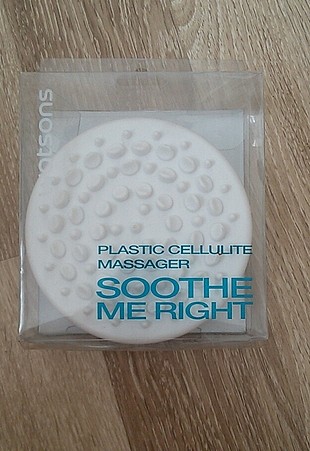 PLASTIC CELLULITE
MASSAGER
SOOTHE
ME RIGHT